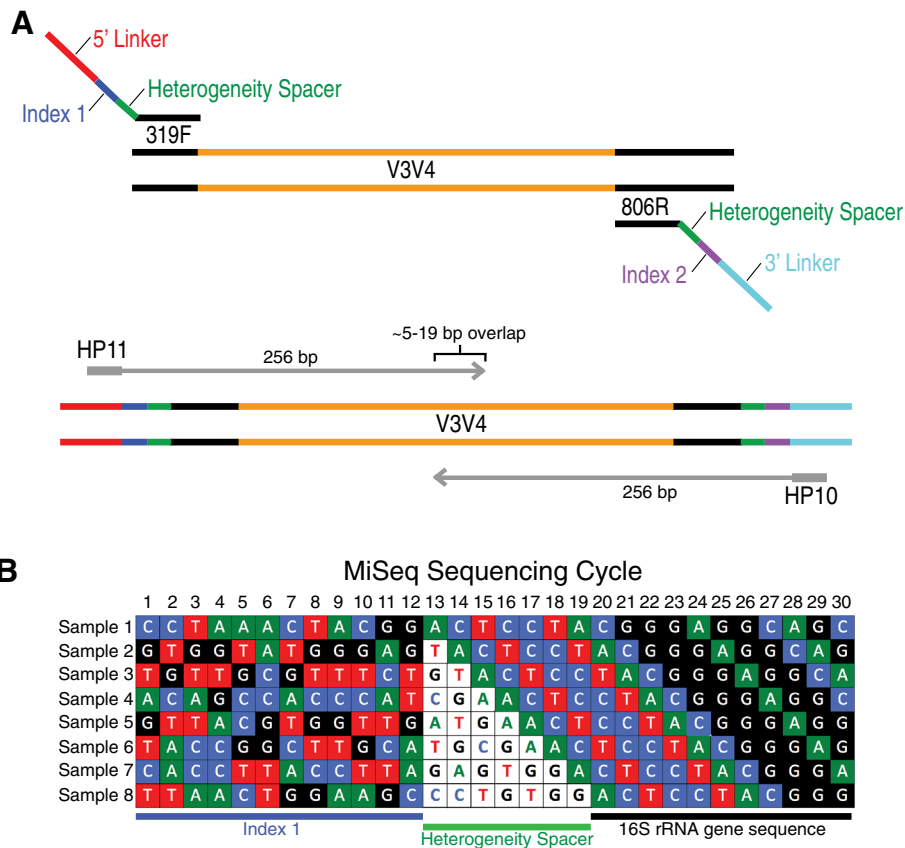 A
5' Linker
Heterogeneity Spacer
Index 1
319F
V3V4
806R
Heterogeneity Spacer
Index 2
3' Linker
~5-19 bp overlap
HP11
256 bp
V3V4
256 bp
HP10
B
MiSeq Sequencing Cycle
1 2 3 4 5 6 7 8 9 10 11 12 13 14 15 16 17 18 19 20 21 22 23 24 25 26 27 28 29 30
Sample 1 C C T A A A C T A C G G A C T C C T A C G G G A G G C A G C
Sample 2 G T G G T A T G G G A G T A C T C C T A C G G G A G G C A G
Sample 3 T G T T G C G T T T C T G T A C T C C T A C G G G A G G C A
Sample 4 A C A G C C A C C C A T C G A A C T C C T A C G G G A G G C
Sample 5 G T T A C G T G G T T G A T G A A C T C C T A C G G G A G G
Sample 6 T A C C G G C T T G C A T G C G A A C T C C T A C G G G A G
Sample 7 C A C C T T A C C T T A G A G T G G A C T C C T A C G G G A
Sample 8 T T A A C T G G A A G C C C T G T G G A C T C C T A C G G G
Index 1
Heterogeneity Spacer
16S rRNA gene sequence